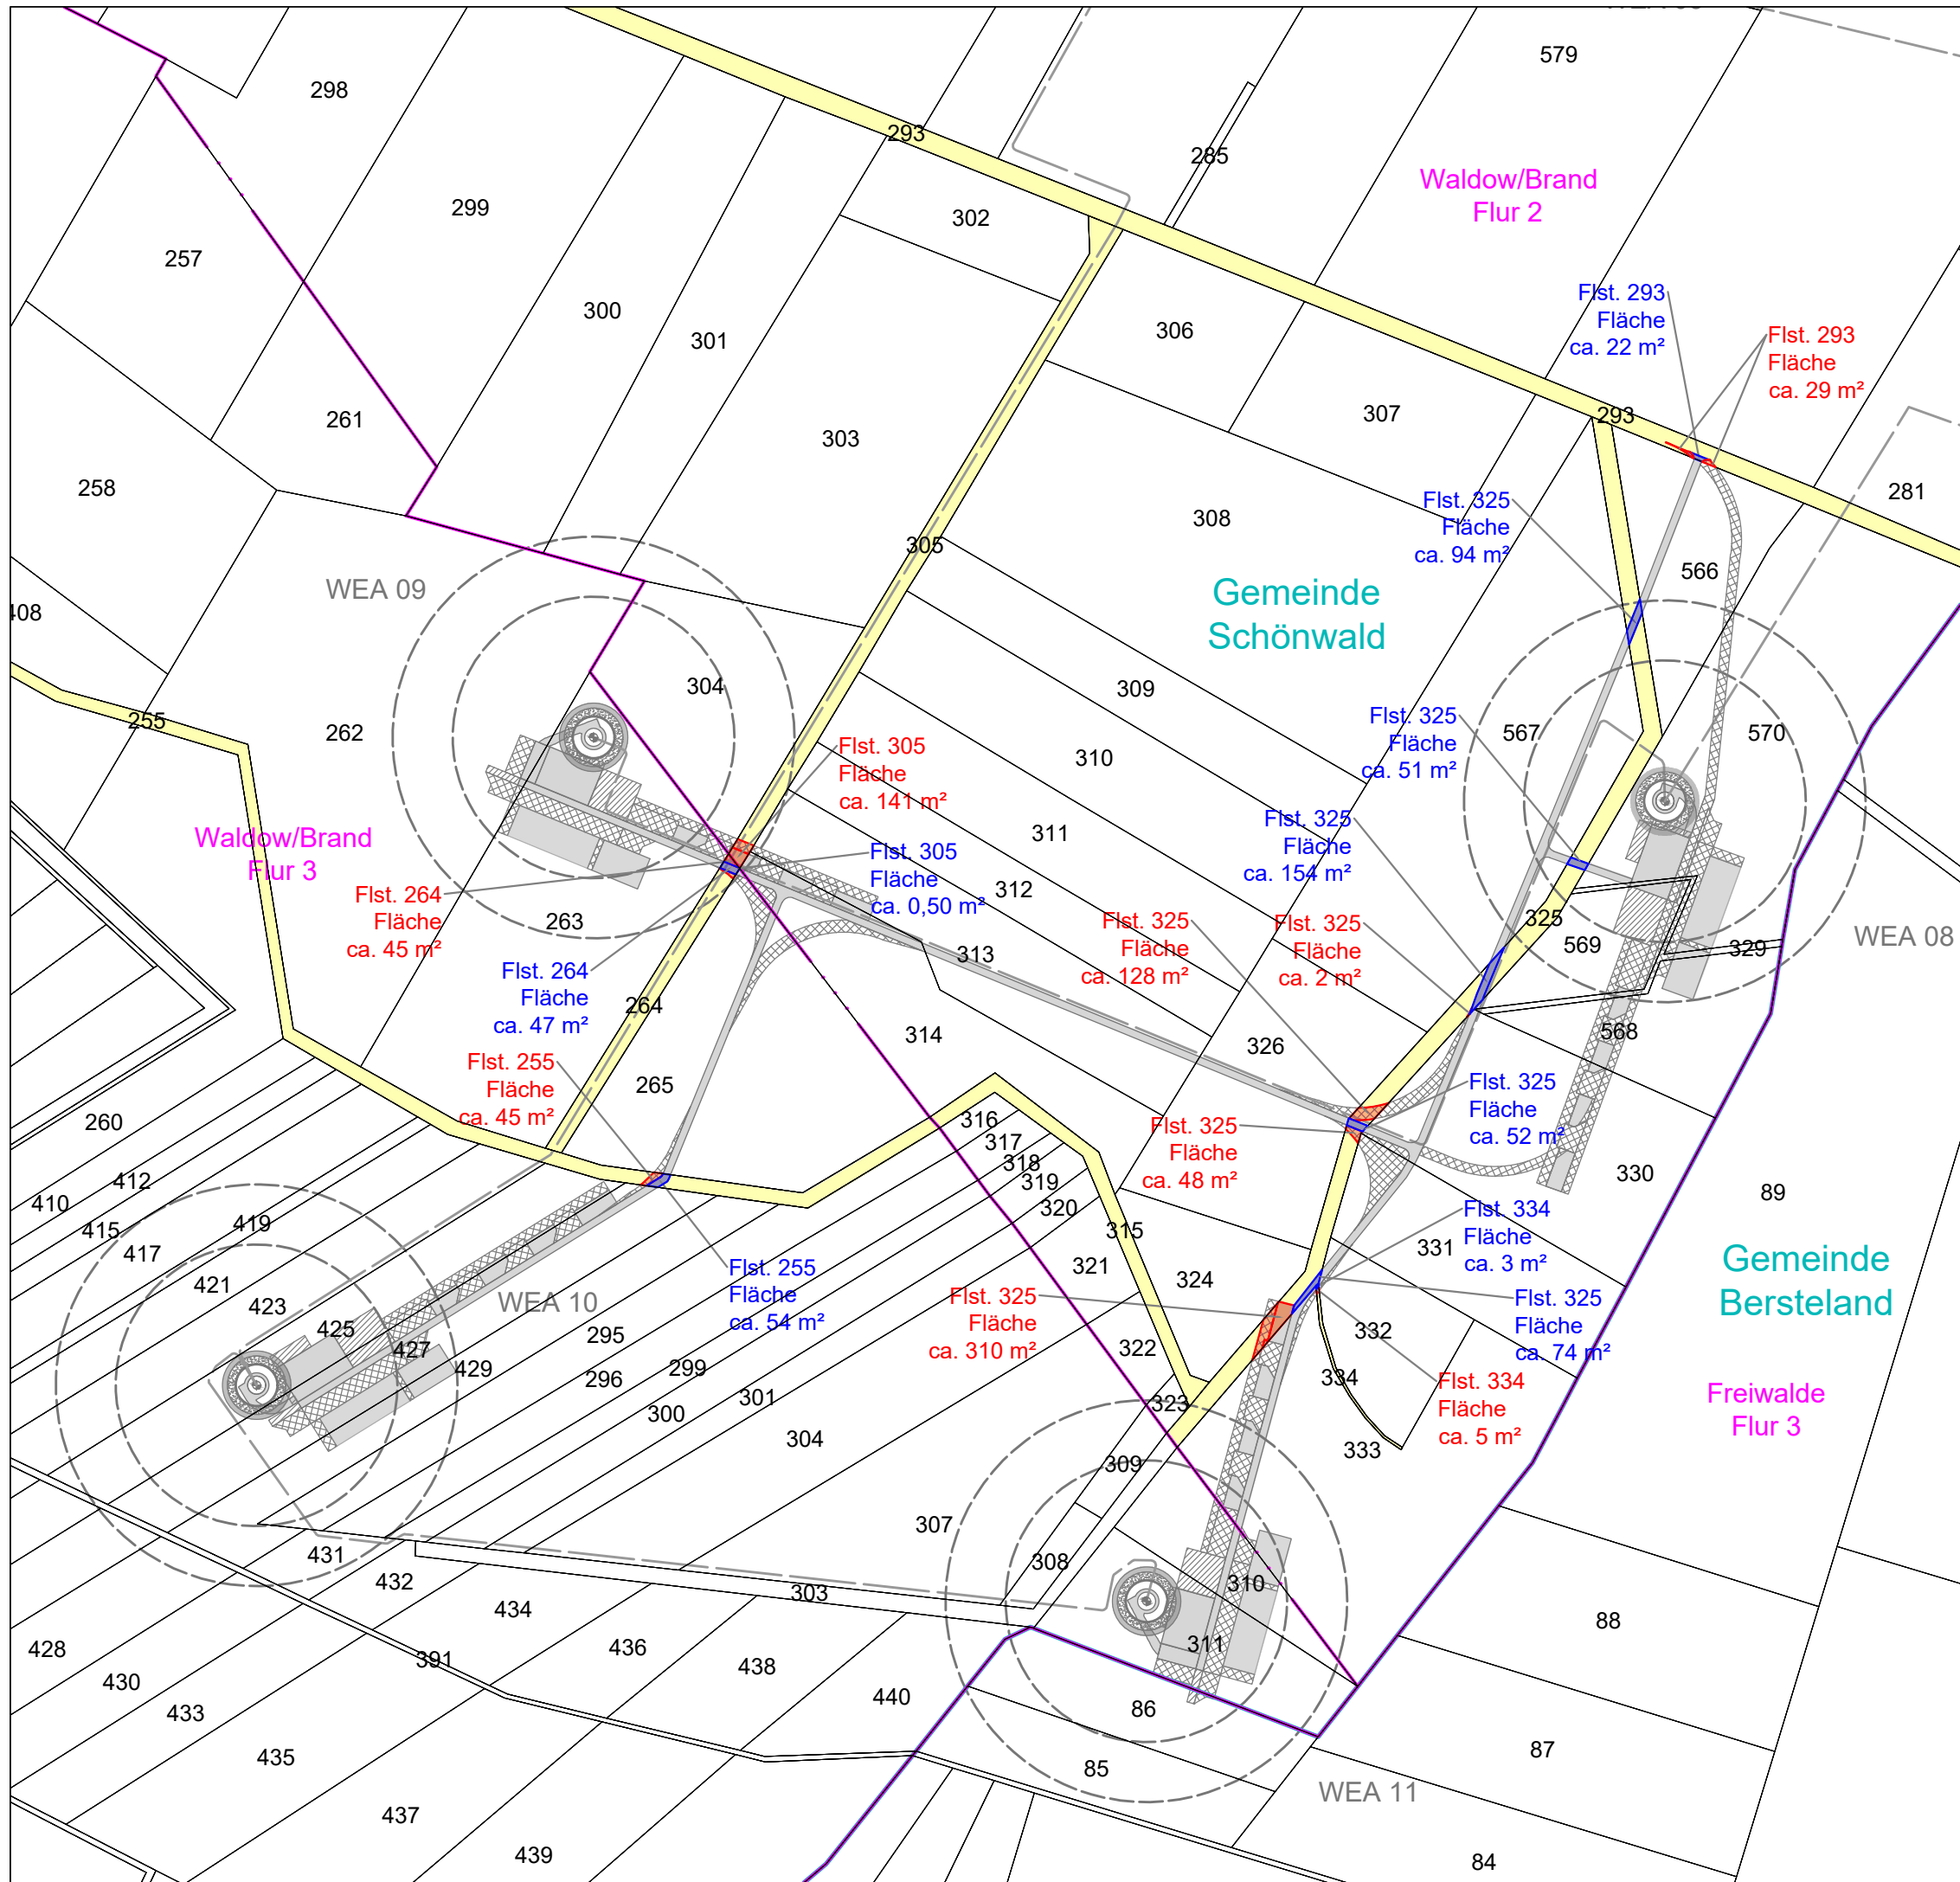 579
298
293
285
Waldow/Brand
Flur 2
299
302
257
Flst. 293
Fläche
ca. 22 m²
300
306
301
Flst. 293
Fläche
ca. 29 m²
261
303
307
293
258
308
281
Flst. 325
Fläche
ca. 94 m²
305
WEA 09
566
Gemeinde
Schönwald
408
304
309
255
262
Flst. 325
Fläche
ca. 51 m²
567
570
310
Flst. 305
Fläche
ca. 141 m²
Waldow/Brand
Flur 3
311
Flst. 325
Fläche
ca. 154 m²
Flst. 305
Fläche
ca. 0,50 m²
312
Flst. 264
Fläche
ca. 45 m²
263
Flst. 325
Fläche
ca. 128 m²
Flst. 325
Fläche
ca. 2 m²
325
569
329
WEA 08
313
Flst. 264
Fläche
ca. 47 m²
264
314
326
568
Flst. 255
Fläche
ca. 45 m²
265
Flst. 325
Fläche
ca. 52 m²
260
316
317
318
319
320
Flst. 325
Fläche
ca. 48 m²
330
89
412
410
415
419
417
315
Flst. 334
Fläche
ca. 3 m²
331
321
324
Gemeinde
Bersteland
421
Flst. 255
Fläche
ca. 54 m²
WEA 10
423
425
427
429
295
296
299
300
301
304
Flst. 325
Fläche
ca. 310 m²
322
332
Flst. 325
Fläche
ca. 74 m²
334
Flst. 334
Fläche
ca. 5 m²
Freiwalde
Flur 3
323
333
309
307
431
308
432
303
310
434
88
428
391
436
438
311
430
440
86
433
435
87
85
WEA 11
437
439
84